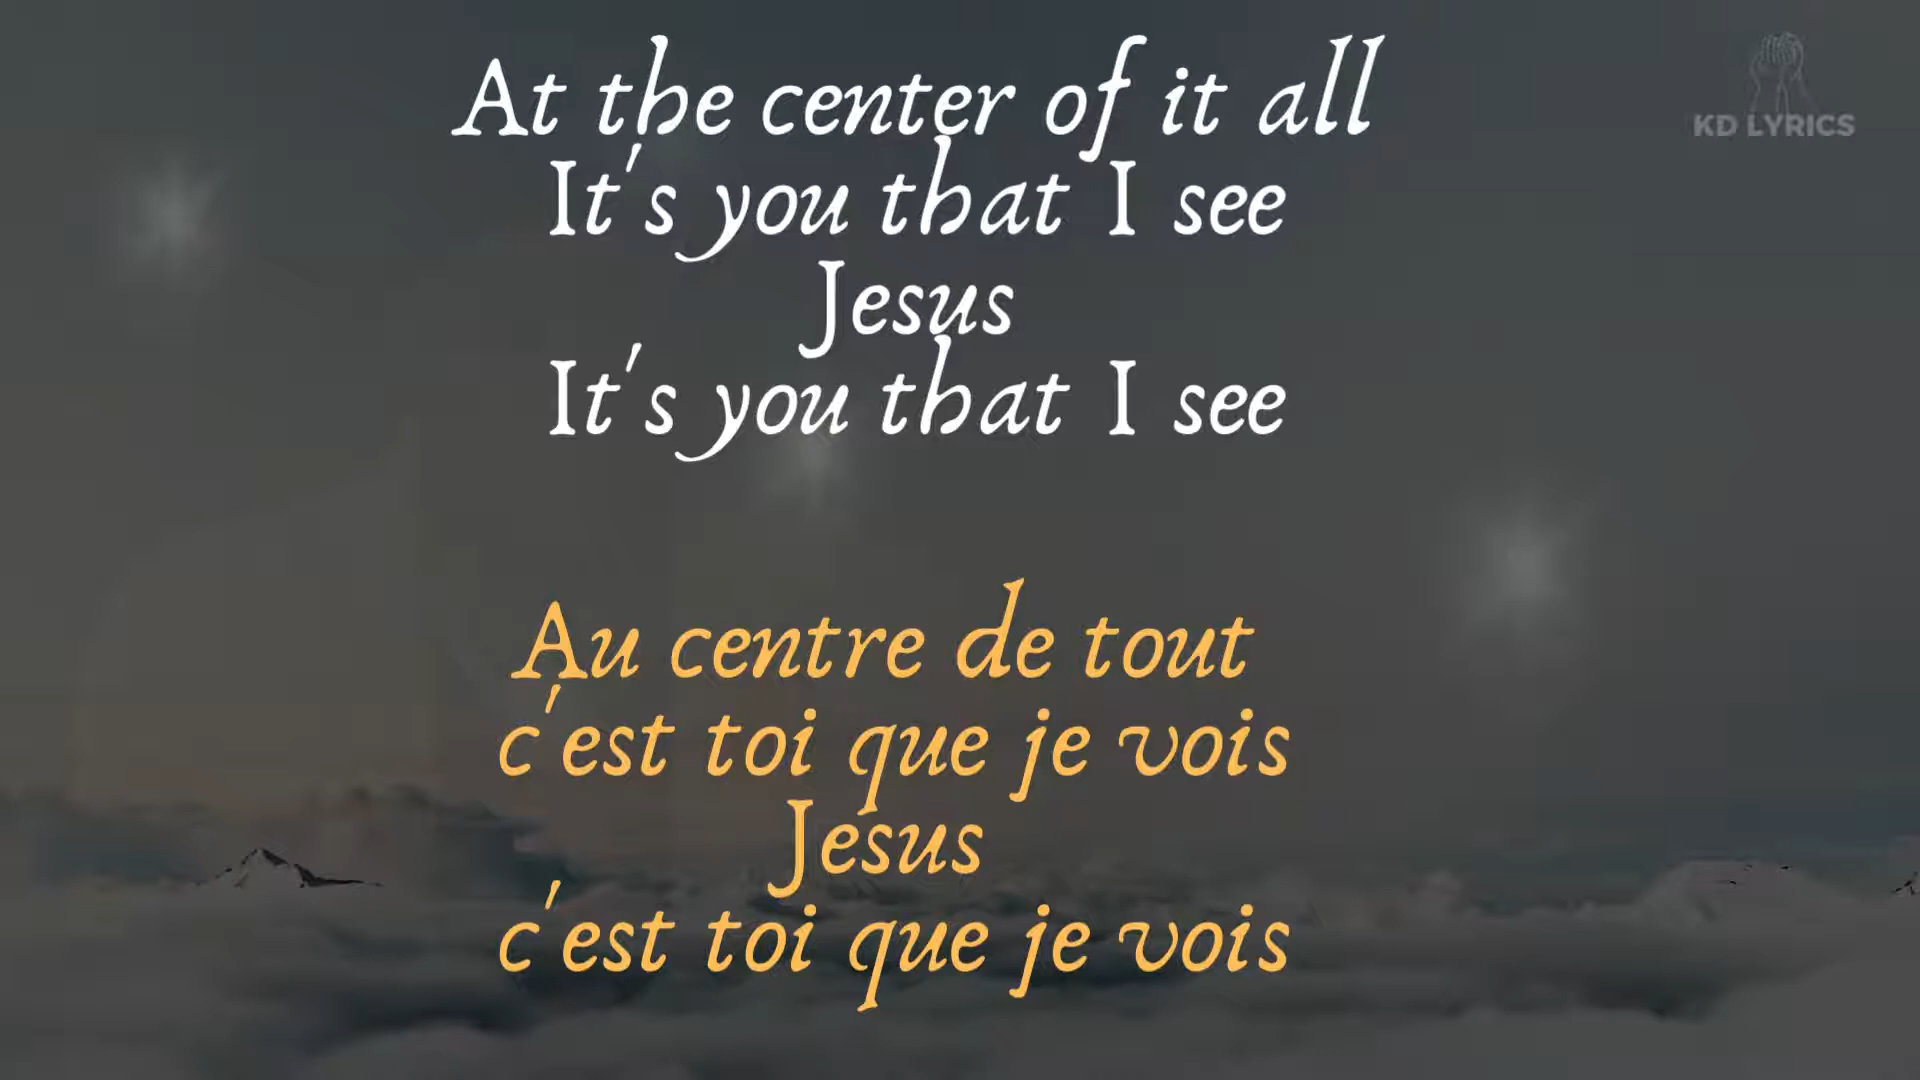 At the center of it all
It's you that I see
Jesus
It's you that I see
Au centre de tout
c'est toi que je vois
Jesus
c'est toi que je vois
KD LYRICS